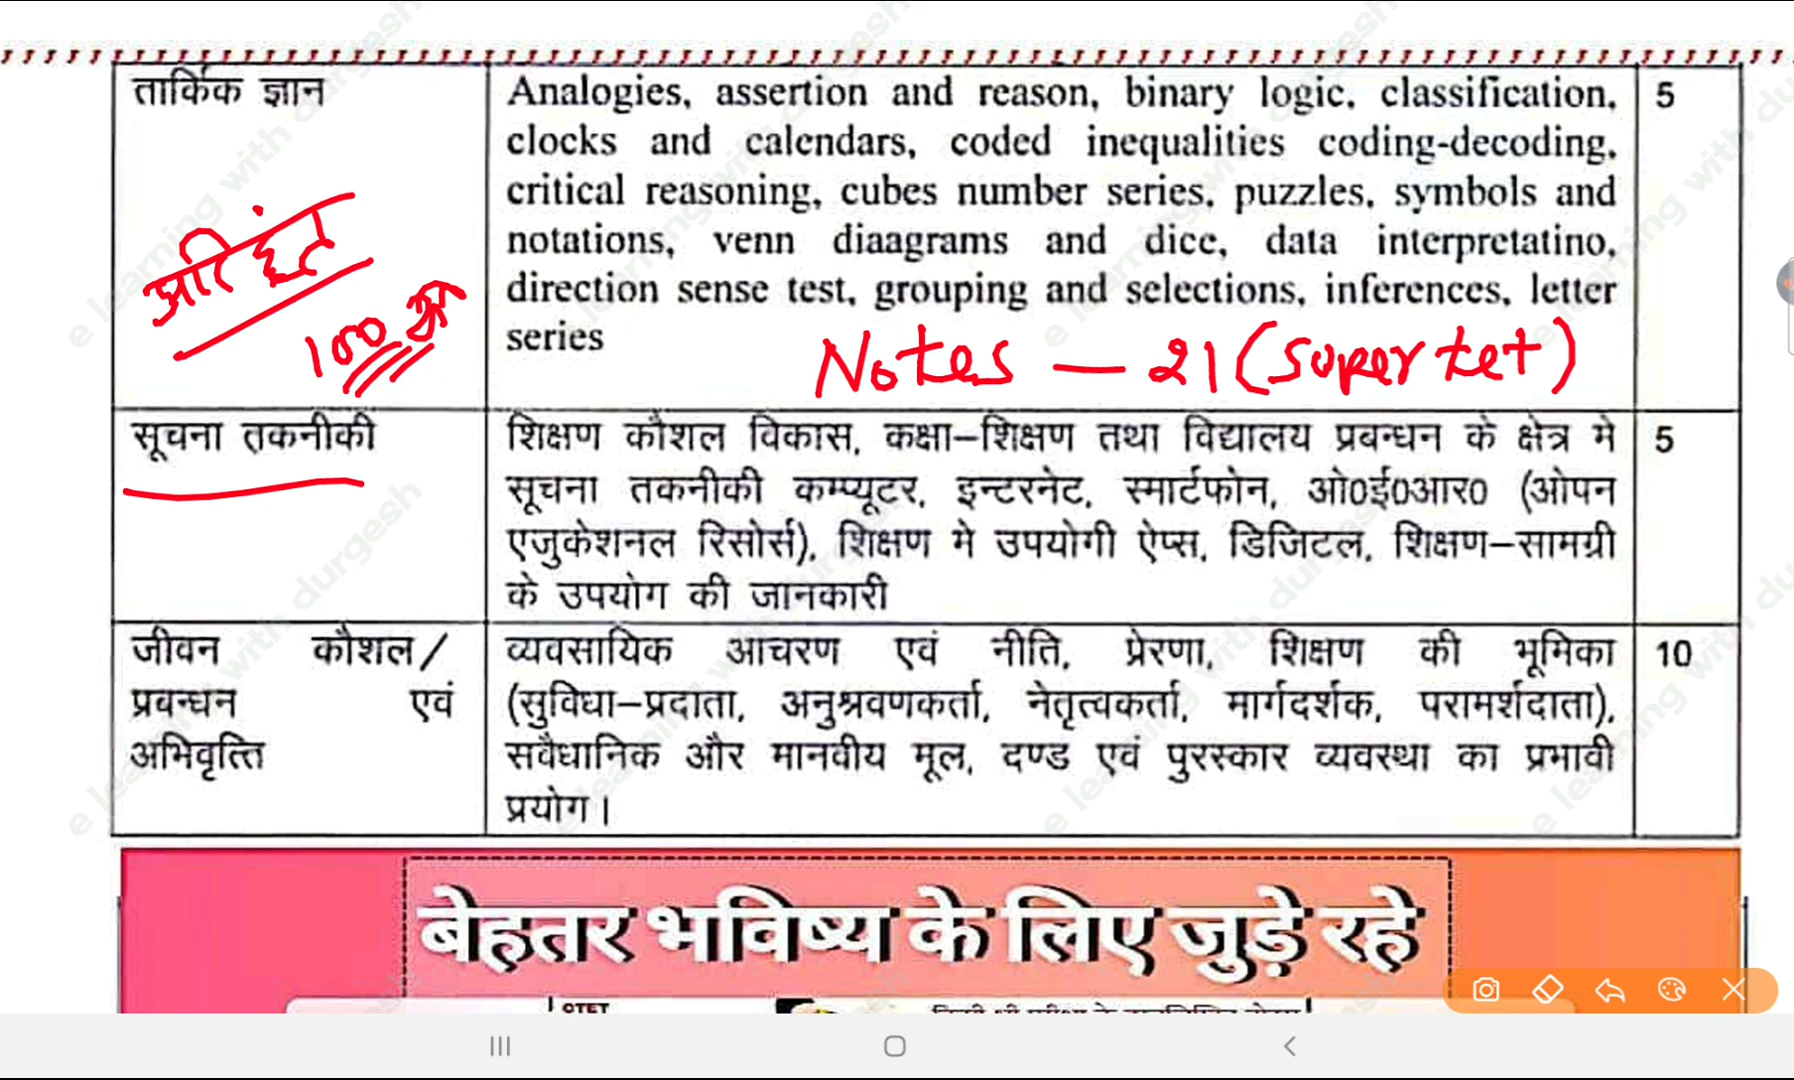 तार्किक ज्ञान
Analogies, assertion and reason, binary logic, classification,
clocks and calendars, coded inequalities coding-decoding,
critical reasoning, cubes number series, puzzles, symbols and
notations, venn diaagrams and dice, data interpretatino,
direction sense test, grouping and selections, inferences, letter
series
5
अरिहंत
100
Notes — 21 (Supertet)
सूचना तकनीकी
शिक्षण कौशल विकास, कक्षा–शिक्षण तथा विद्यालय प्रबन्धन के क्षेत्र मे
सूचना तकनीकी कम्प्यूटर, इन्टरनेट, स्मार्टफोन, ओ0ई0आर0 (ओपन
एजुकेशनल रिसोर्स), शिक्षण मे उपयोगी ऐप्स, डिजिटल, शिक्षण–सामग्री
के उपयोग की जानकारी
5
जीवन कौशल/
प्रबन्धन एवं
अभिवृत्ति
व्यवसायिक आचरण एवं नीति, प्रेरणा, शिक्षण की भूमिका
(सुविधा–प्रदाता, अनुश्रवणकर्ता, नेतृत्वकर्ता, मार्गदर्शक, परामर्शदाता),
सवैधानिक और मानवीय मूल, दण्ड एवं पुरस्कार व्यवस्था का प्रभावी
प्रयोग।
10
बेहतर भविष्य के लिए जुड़े रहे
e learning with durgesh